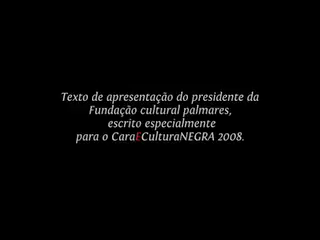 Texto de apresentação do presidente da
Fundação cultural palmares,
escrito especialmente
para o CaraECulturaNEGRA 2008.